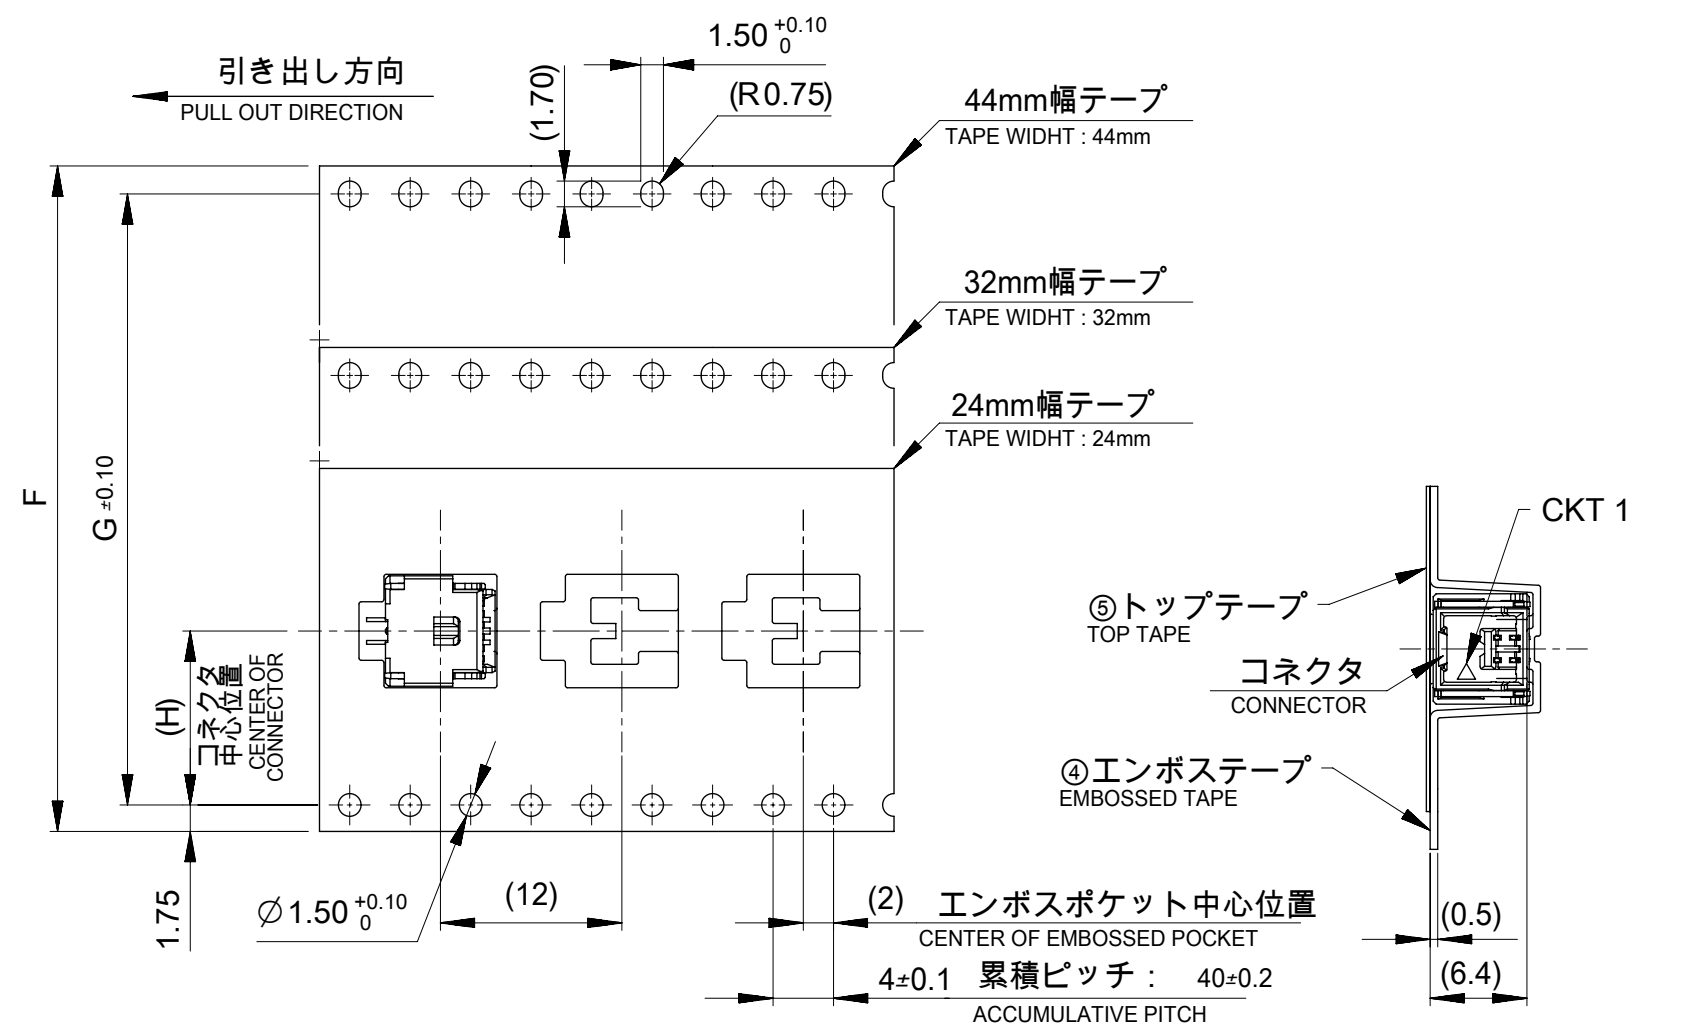 引き出し方向
PULL OUT DIRECTION
1.50 +0.10 0
(1.70)
(R0.75)
44mm幅テープ
TAPE WIDHT : 44mm
32mm幅テープ
TAPE WIDHT : 32mm
24mm幅テープ
TAPE WIDHT : 24mm
F
G ±0.10
(H)
コネクタ
中心位置
CENTER OF
CONNECTOR
1.75
∅1.50 +0.10 0
(12)
(2)
エンボスポケット中心位置
CENTER OF EMBOSSED POCKET
4±0.1 累積ピッチ : 40±0.2
ACCUMULATIVE PITCH
CKT 1
⑤トップテープ
TOP TAPE
コネクタ
CONNECTOR
④エンボステープ
EMBOSSED TAPE
(0.5)
(6.4)